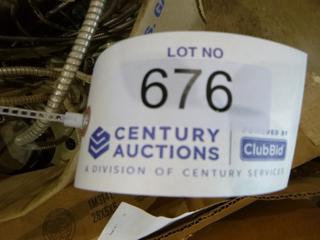 LOT NO
676
CENTURY
AUCTIONS
POWERED BY
ClubBid
A DIVISION OF CENTURY SERVICES